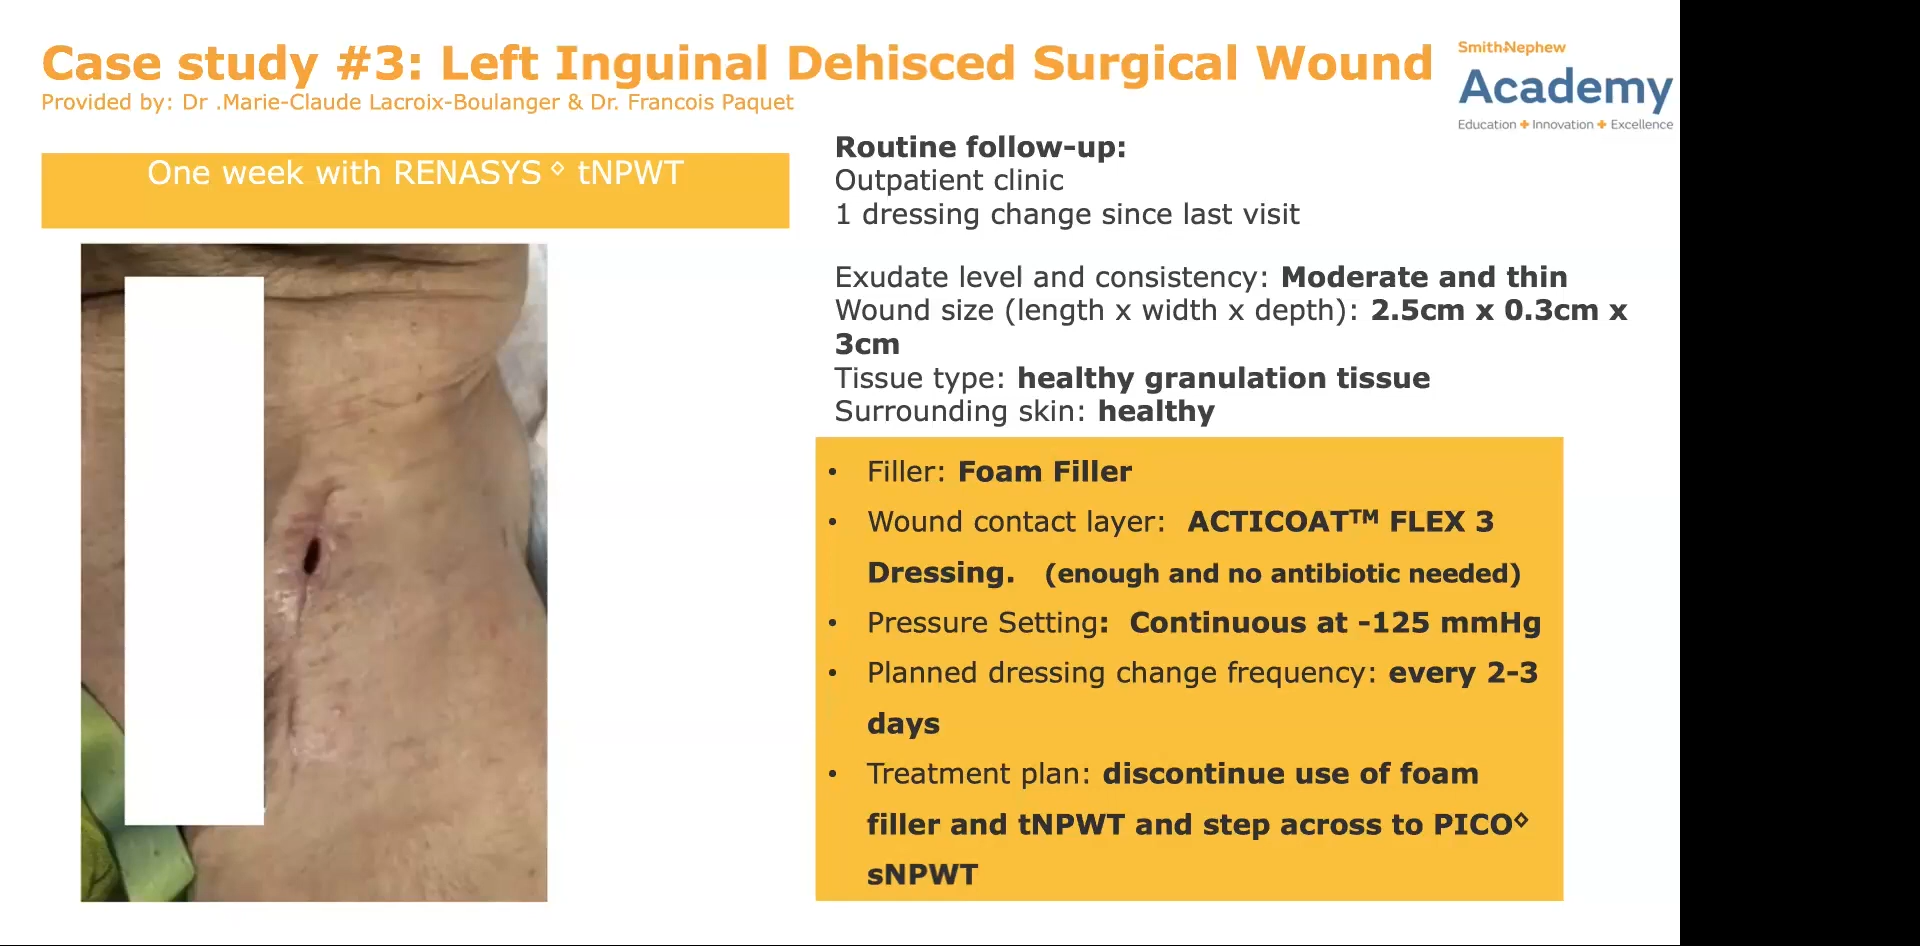 Case study #3: Left Inguinal Dehisced Surgical Wound
Provided by: Dr .Marie-Claude Lacroix-Boulanger & Dr. Francois Paquet
Smith+Nephew
Academy
Education + Innovation + Excellence
One week with RENASYS ◊ tNPWT
Routine follow-up:
Outpatient clinic
1 dressing change since last visit
Exudate level and consistency: Moderate and thin
Wound size (length x width x depth): 2.5cm x 0.3cm x
3cm
Tissue type: healthy granulation tissue
Surrounding skin: healthy
• Filler: Foam Filler
• Wound contact layer: ACTICOAT™ FLEX 3
Dressing. (enough and no antibiotic needed)
• Pressure Setting: Continuous at -125 mmHg
• Planned dressing change frequency: every 2-3
days
• Treatment plan: discontinue use of foam
filler and tNPWT and step across to PICO◊
sNPWT